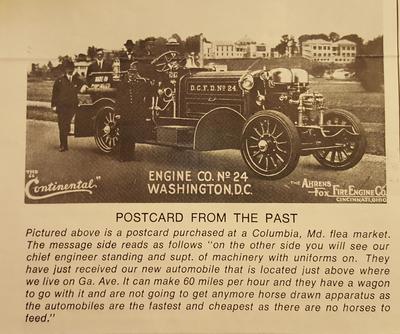 MADE IN
D.C.F.D. No 24
THE
"Continental."
ENGINE CO. No 24
WASHINGTON, D.C.
THE AHRENS-FOX FIRE ENGINE CO.
CINCINNATI, OHIO
POSTCARD FROM THE PAST
Pictured above is a postcard purchased at a Columbia, Md. flea market.
The message side reads as follows "on the other side you will see our
chief engineer standing and supt. of machinery with uniforms on. They
have just received our new automobile that is located just above where
we live on Ga. Ave. It can make 60 miles per hour and they have a wagon
to go with it and are not going to get anymore horse drawn apparatus as
the automobiles are the fastest and cheapest as there are no horses to
feed."